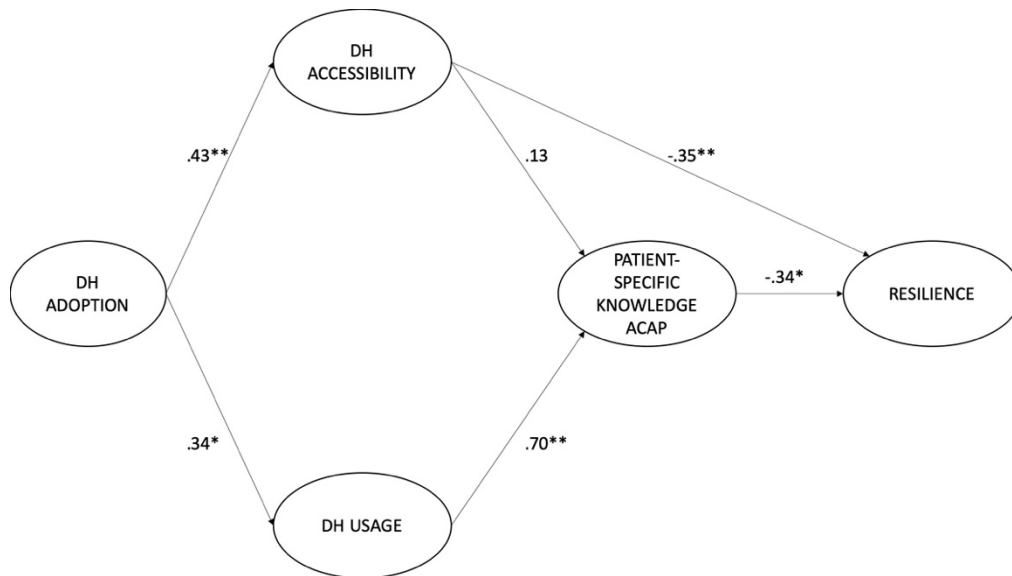 DH
ACCESSIBILITY
.43**
.13
-.35**
DH
ADOPTION
PATIENT-
SPECIFIC
KNOWLEDGE
ACAP
-.34*
RESILIENCE
.34*
.70**
DH USAGE